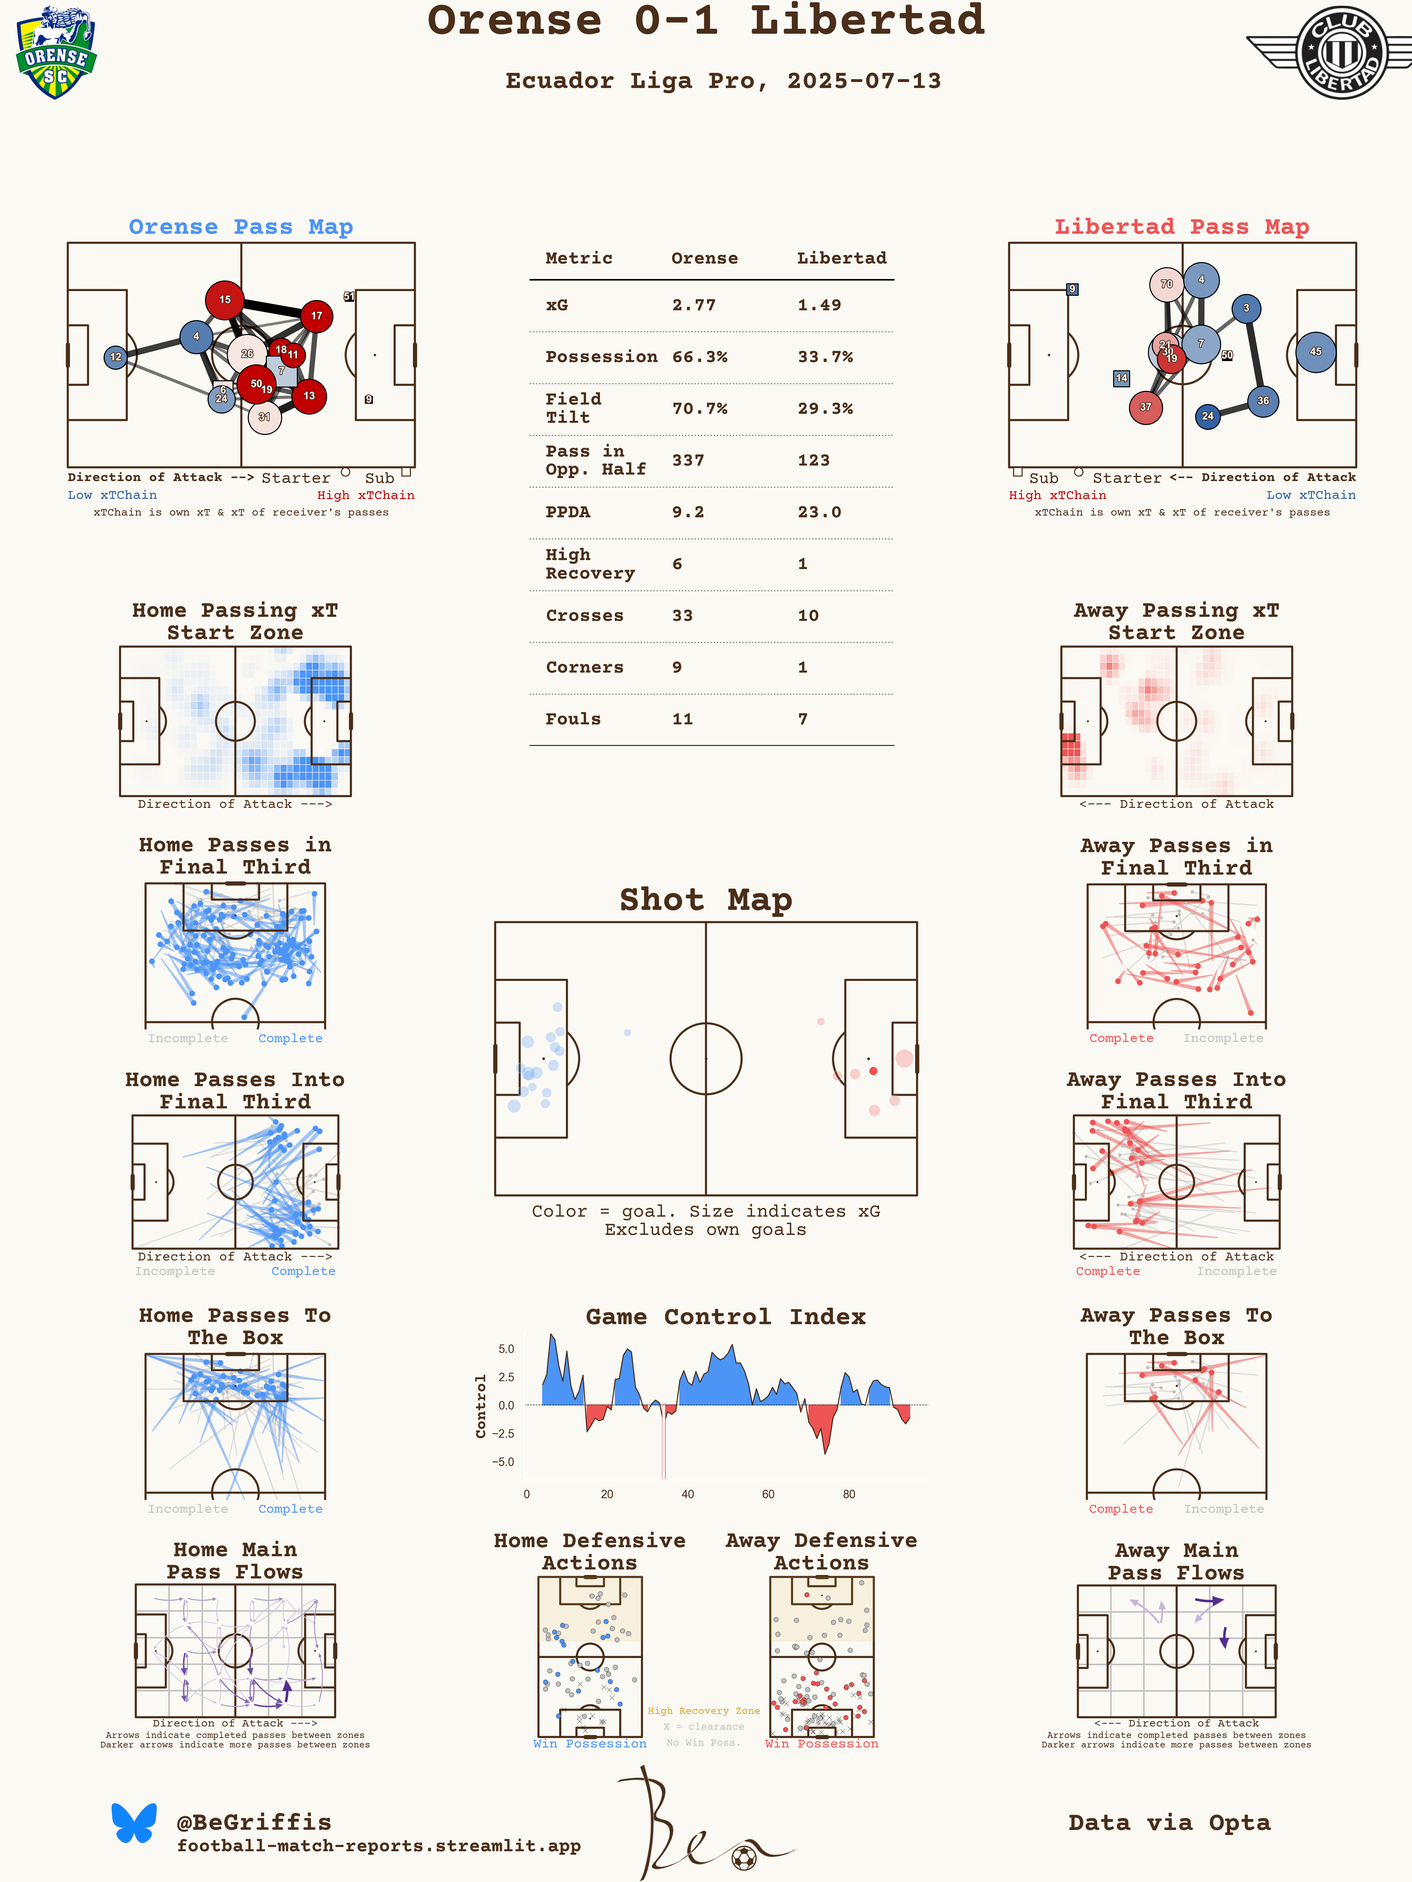 Orense 0-1 Libertad
Ecuador Liga Pro, 2025-07-13
ORENSE
SC
CLUB
LIBERTAD
Orense Pass Map
15
17
51
4
12
26
18
11
7
50
19
6
24
13
31
9
Direction of Attack --> Starter Sub
Low xTChain High xTChain
xTChain is own xT & xT of receiver's passes
Metric Orense Libertad
xG 2.77 1.49
Possession 66.3% 33.7%
Field
Tilt 70.7% 29.3%
Pass in
Opp. Half 337 123
PPDA 9.2 23.0
High
Recovery 6 1
Crosses 33 10
Corners 9 1
Fouls 11 7
Libertad Pass Map
9
70
4
3
21
30
19
7
50
45
14
37
24
36
Sub Starter <-- Direction of Attack
High xTChain Low xTChain
xTChain is own xT & xT of receiver's passes
Home Passing xT
Start Zone
Direction of Attack --->
Away Passing xT
Start Zone
<--- Direction of Attack
Home Passes in
Final Third
Incomplete Complete
Away Passes in
Final Third
Complete Incomplete
Shot Map
Color = goal. Size indicates xG
Excludes own goals
Home Passes Into
Final Third
Direction of Attack --->
Incomplete Complete
Away Passes Into
Final Third
<--- Direction of Attack
Complete Incomplete
Home Passes To
The Box
Incomplete Complete
Game Control Index
Control
5.0
2.5
0.0
−2.5
−5.0
0 20 40 60 80
Away Passes To
The Box
Complete Incomplete
Home Main
Pass Flows
Direction of Attack --->
Arrows indicate completed passes between zones
Darker arrows indicate more passes between zones
Home Defensive
Actions
Win Possession
High Recovery Zone
X = clearance
No Win Poss.
Away Defensive
Actions
Win Possession
Away Main
Pass Flows
<--- Direction of Attack
Arrows indicate completed passes between zones
Darker arrows indicate more passes between zones
@BeGriffis
football-match-reports.streamlit.app
Ben
Data via Opta